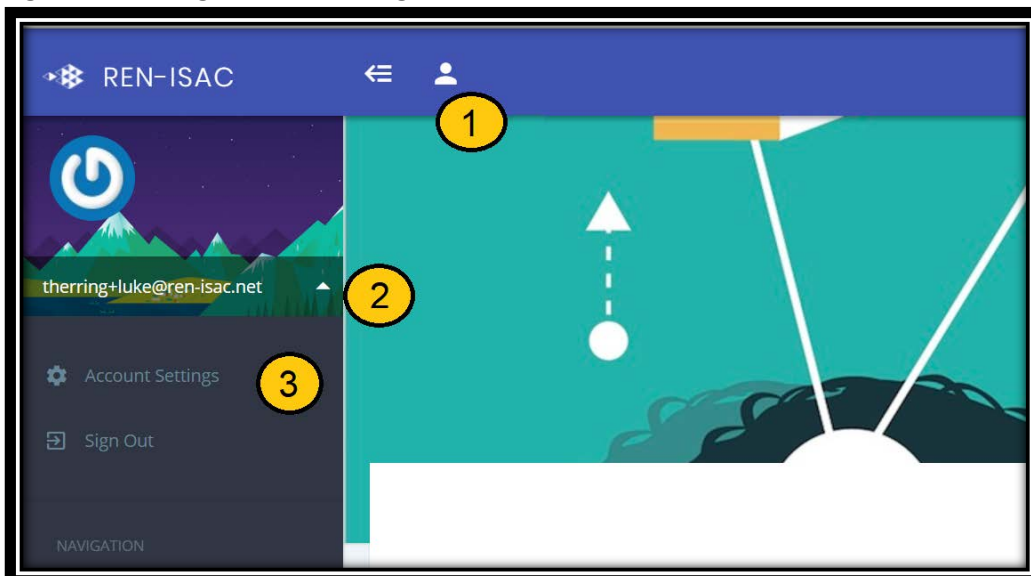 REN-ISAC
1
therring+luke@ren-isac.net
2
Account Settings
3
Sign Out
NAVIGATION